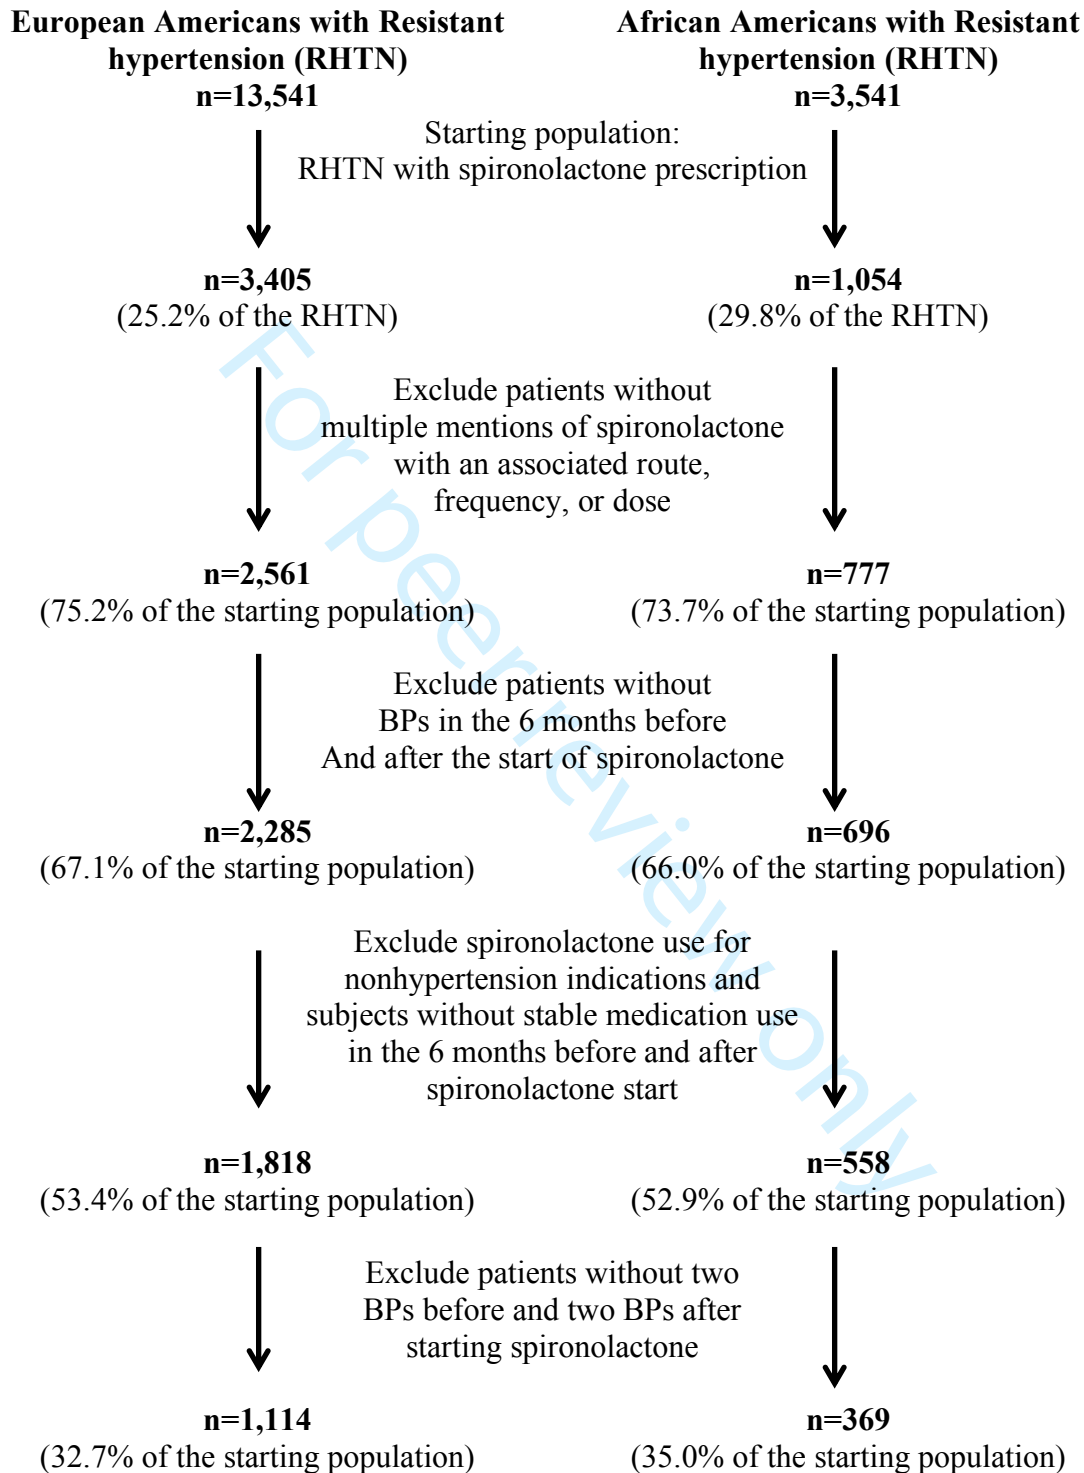 European Americans with Resistant
hypertension (RHTN)
n=13,541
African Americans with Resistant
hypertension (RHTN)
n=3,541
Starting population:
RHTN with spironolactone prescription
n=3,405
(25.2% of the RHTN)
n=1,054
(29.8% of the RHTN)
Exclude patients without
multiple mentions of spironolactone
with an associated route,
frequency, or dose
n=2,561
(75.2% of the starting population)
n=777
(73.7% of the starting population)
Exclude patients without
BPs in the 6 months before
And after the start of spironolactone
n=2,285
(67.1% of the starting population)
n=696
(66.0% of the starting population)
Exclude spironolactone use for
nonhypertension indications and
subjects without stable medication use
in the 6 months before and after
spironolactone start
n=1,818
(53.4% of the starting population)
n=558
(52.9% of the starting population)
Exclude patients without two
BPs before and two BPs after
starting spironolactone
n=1,114
(32.7% of the starting population)
n=369
(35.0% of the starting population)
For peer review only